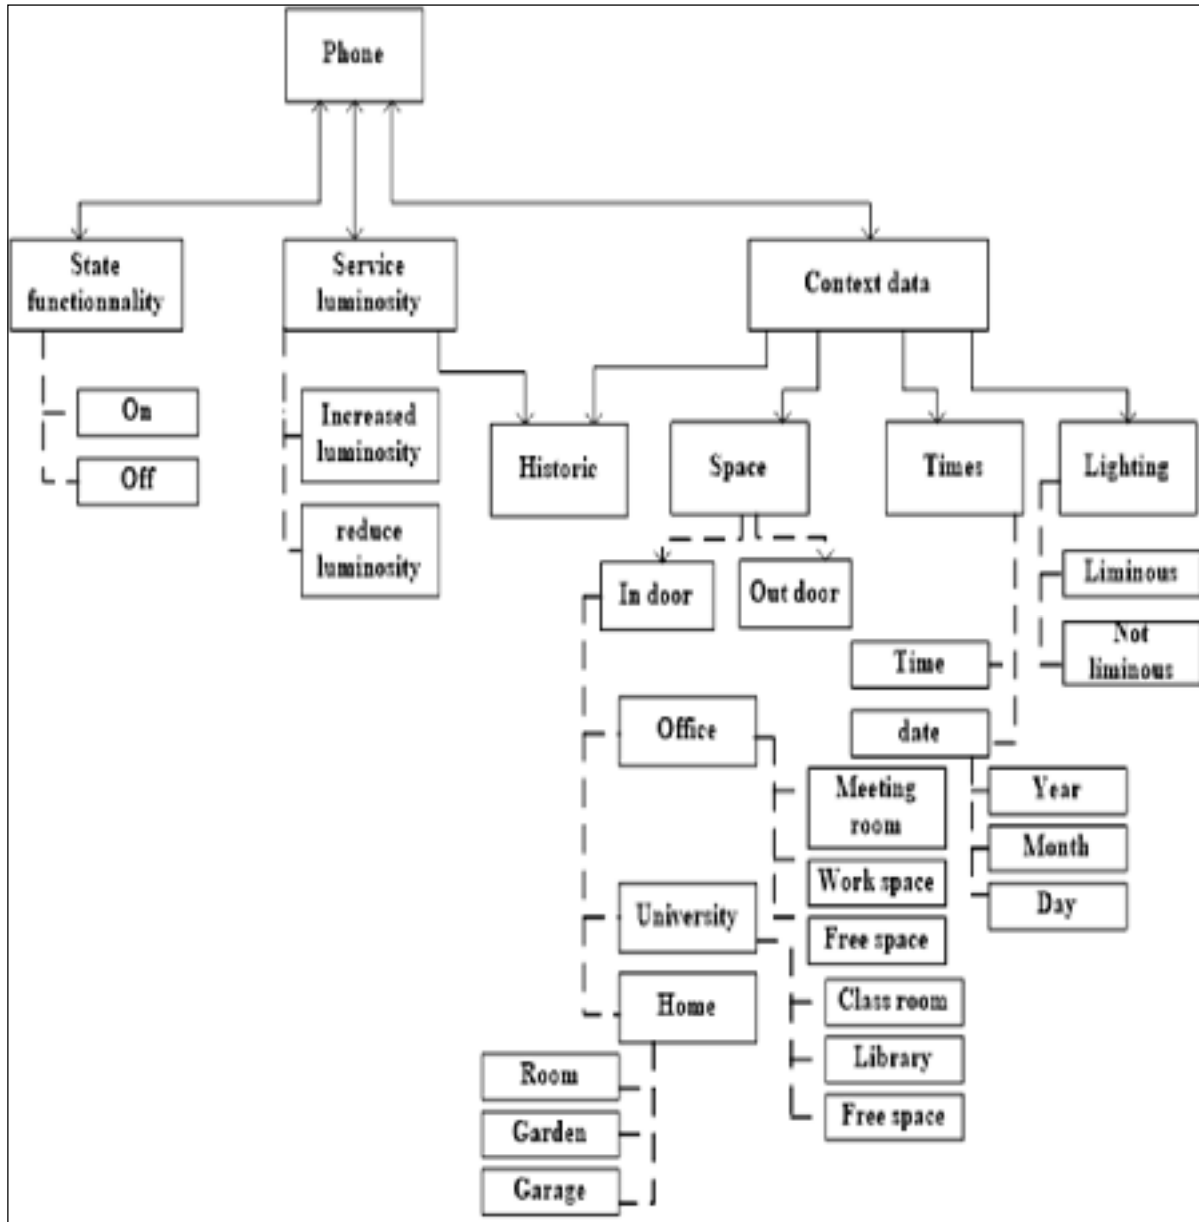 Phone
State
functionnality
Service
luminosity
Context data
On
Off
Increased
luminosity
reduce
luminosity
Historic
Space
Times
Lighting
In door
Out door
Liminous
Not
liminous
Time
date
Year
Month
Day
Office
Meeting
room
Work space
Free space
University
Class room
Library
Free space
Home
Room
Garden
Garage